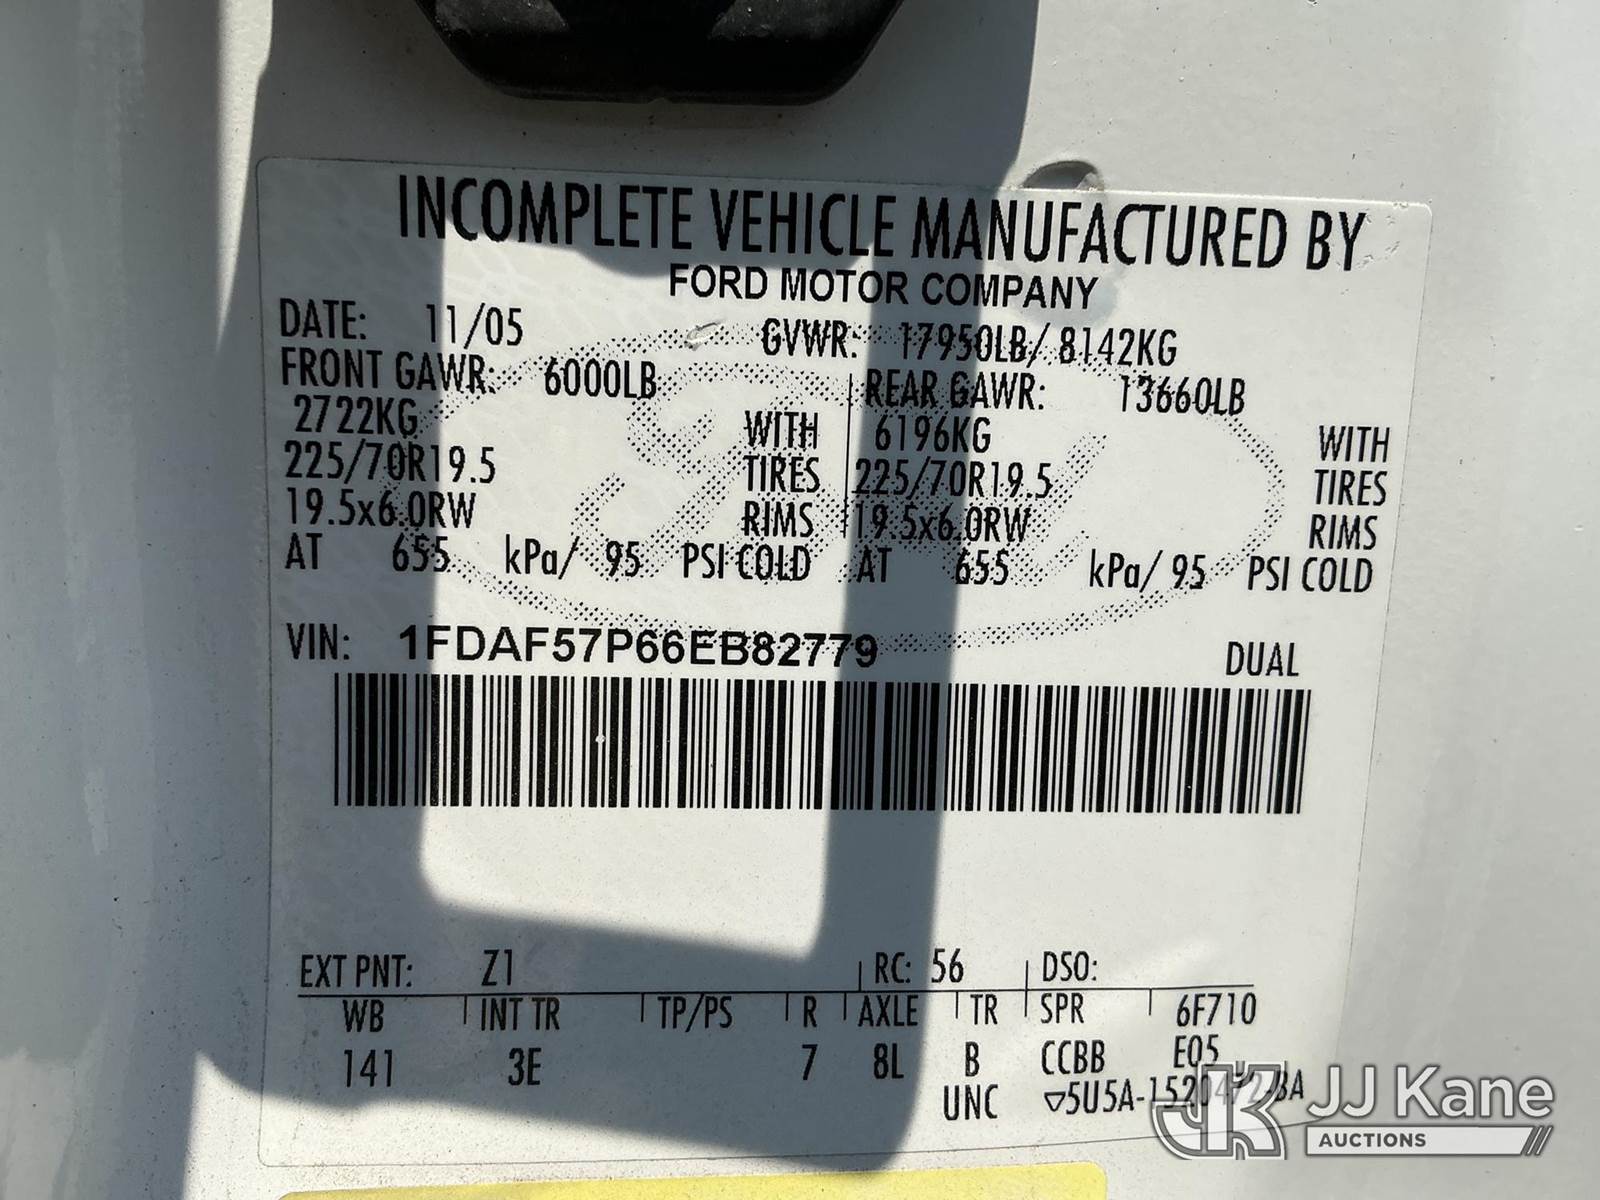 INCOMPLETE VEHICLE MANUFACTURED BY
FORD MOTOR COMPANY
DATE: 11/05 GVWR: 17950LB/ 8142KG
FRONT GAWR: 6000LB REAR GAWR: 13660LB
2722KG WITH 6196KG WITH
225/70R19.5 TIRES 225/70R19.5 TIRES
19.5x6.0RW RIMS 19.5x6.0RW RIMS
AT 655 kPa/ 95 PSI COLD AT 655 kPa/ 95 PSI COLD
VIN: 1FDAF57P66EB82779 DUAL
EXT PNT: Z1 RC: 56 DSO:
WB INT TR TP/PS R AXLE TR SPR 6F710
141 3E 7 8L B CCBB E05
UNC ▽5U5A-1520472-BA
JJ Kane
AUCTIONS